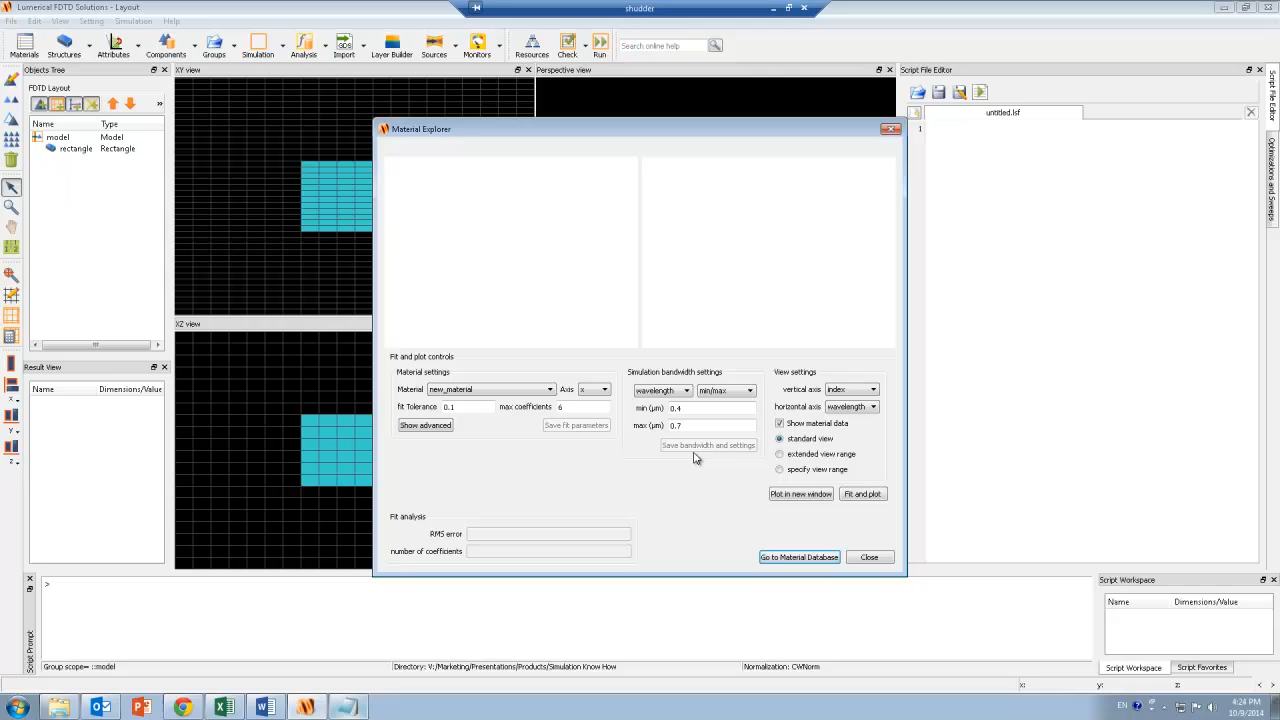 Lumerical FDTD Solutions - Layout
shudder
File Edit View Setting Simulation Help
Materials Structures Attributes Components Groups Simulation Analysis Import Layer Builder Sources Monitors Resources Check Run Search online help
Objects Tree
XY view
Perspective view
Script File Editor
FDTD Layout
untitled.lsf
Name Type
model Model
rectangle Rectangle
1
Material Explorer
XZ view
Fit and plot controls
Material settings
Simulation bandwidth settings
View settings
Material new_material Axis x
wavelength min/max
vertical axis index
fit Tolerance 0.1 max coefficients 6
min (µm) 0.4
horizontal axis wavelength
Show advanced Save fit parameters
max (µm) 0.7
Show material data
standard view
Save bandwidth and settings
extended view range
specify view range
Plot in new window Fit and plot
Fit analysis
RMS error
number of coefficients
Go to Material Database Close
Result View
Name Dimensions/Value
Script File Editor
Optimizations and Sweeps
>
Script Prompt
Script Workspace
Name Dimensions/Value
Group scope= ::model
Directory: V:/Marketing/Presentations/Products/Simulation Know How
Normalization: CWNorm
Script Workspace Script Favorites
x: y: z:
EN
4:24 PM
10/9/2014